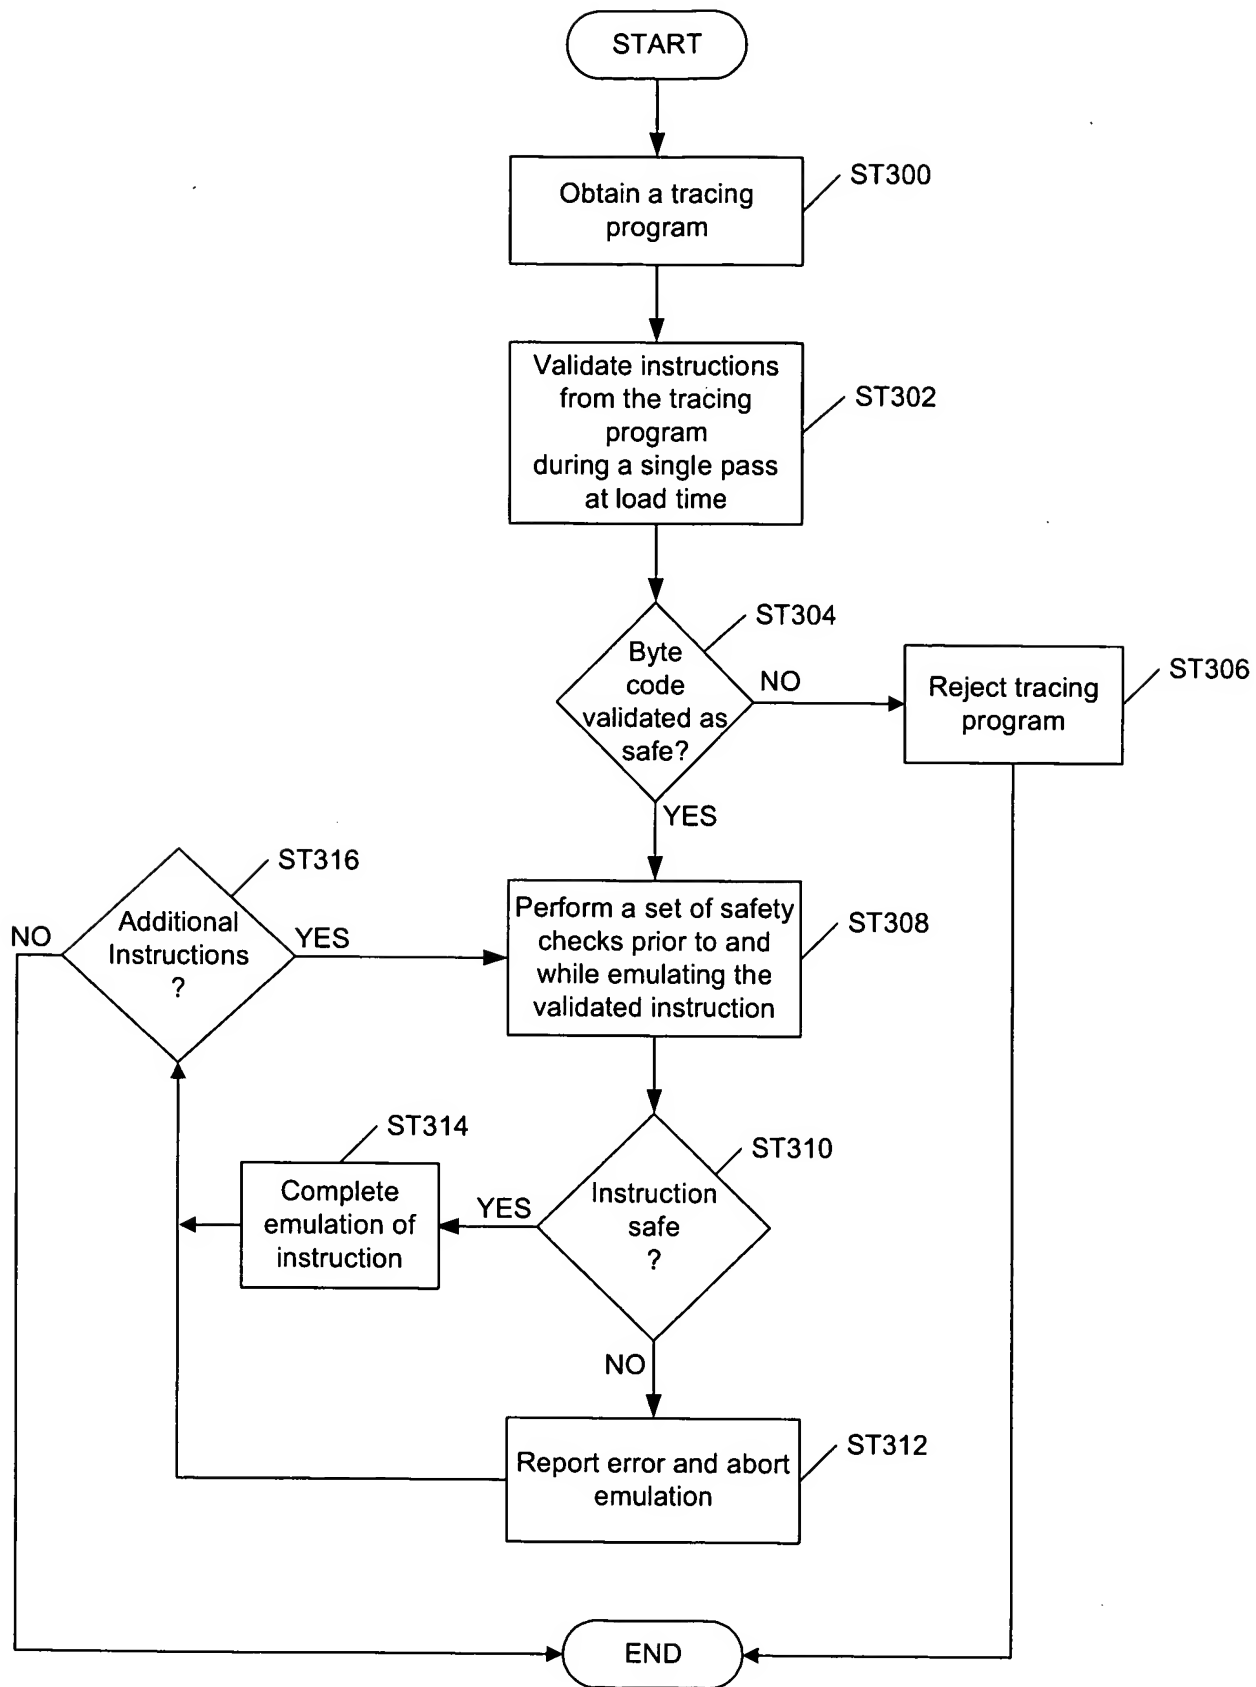 START
Obtain a tracing
program
ST300
Validate instructions
from the tracing
program
during a single pass
at load time
ST302
Byte
code
validated as
safe?
ST304
NO
Reject tracing
program
ST306
YES
Additional
Instructions
?
ST316
NO
YES
Perform a set of safety
checks prior to and
while emulating the
validated instruction
ST308
Complete
emulation of
instruction
ST314
YES
Instruction
safe
?
ST310
NO
Report error and abort
emulation
ST312
END